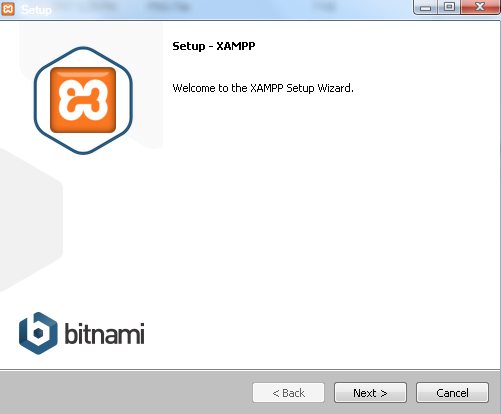 Setup
Setup - XAMPP
Welcome to the XAMPP Setup Wizard.
bitnami
< Back
Next >
Cancel